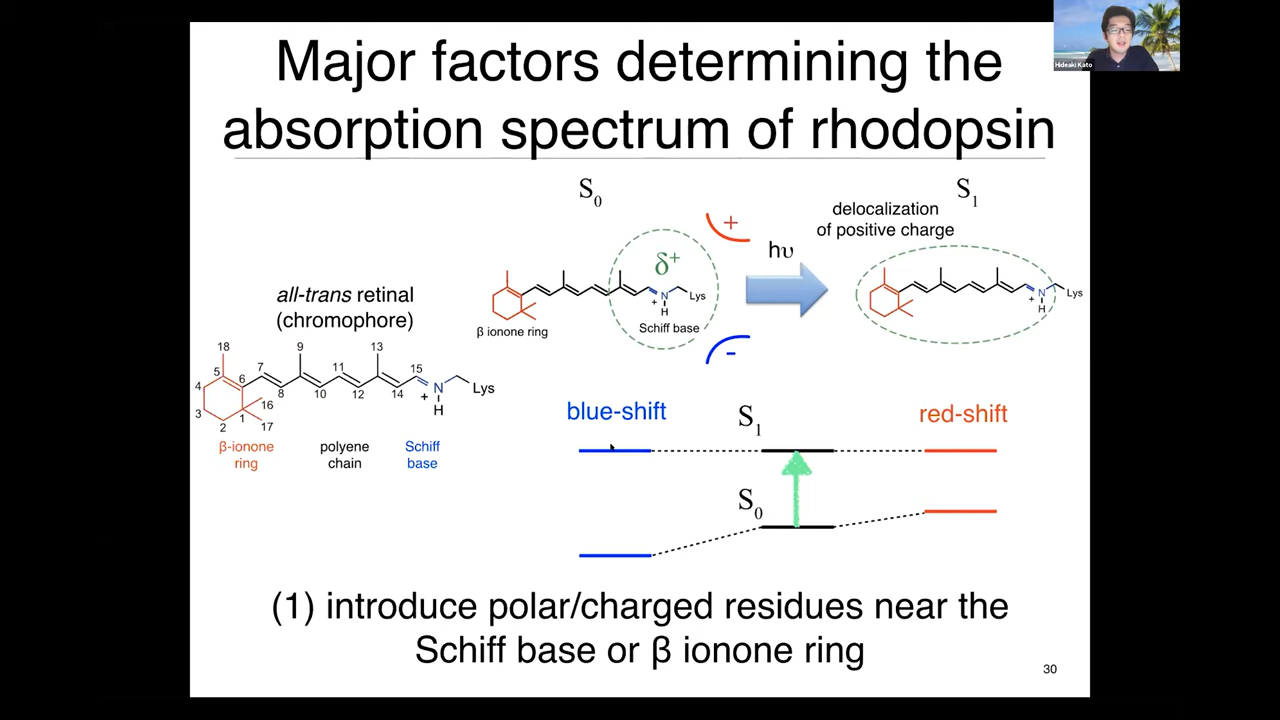 Major factors determining the
absorption spectrum of rhodopsin
Hideaki Kato
S₀
S₁
delocalization
of positive charge
+
hυ
δ⁺
N
+
H
Lys
β ionone ring
Schiff base
-
N
+
H
Lys
all-trans retinal
(chromophore)
18
9
13
5
7
11
15
4
6
8
10
12
14
3
16
1
2
17
N
+
H
Lys
β-ionone
ring
polyene
chain
Schiff
base
blue-shift
S₁
red-shift
S₀
(1) introduce polar/charged residues near the
Schiff base or β ionone ring
30